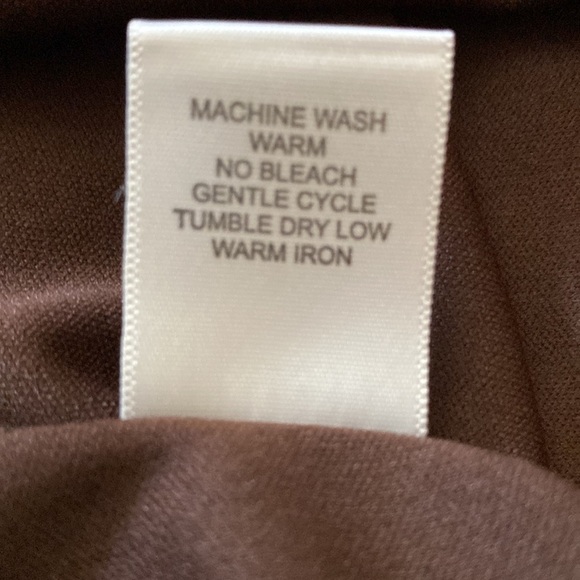 MACHINE WASH
WARM
NO BLEACH
GENTLE CYCLE
TUMBLE DRY LOW
WARM IRON